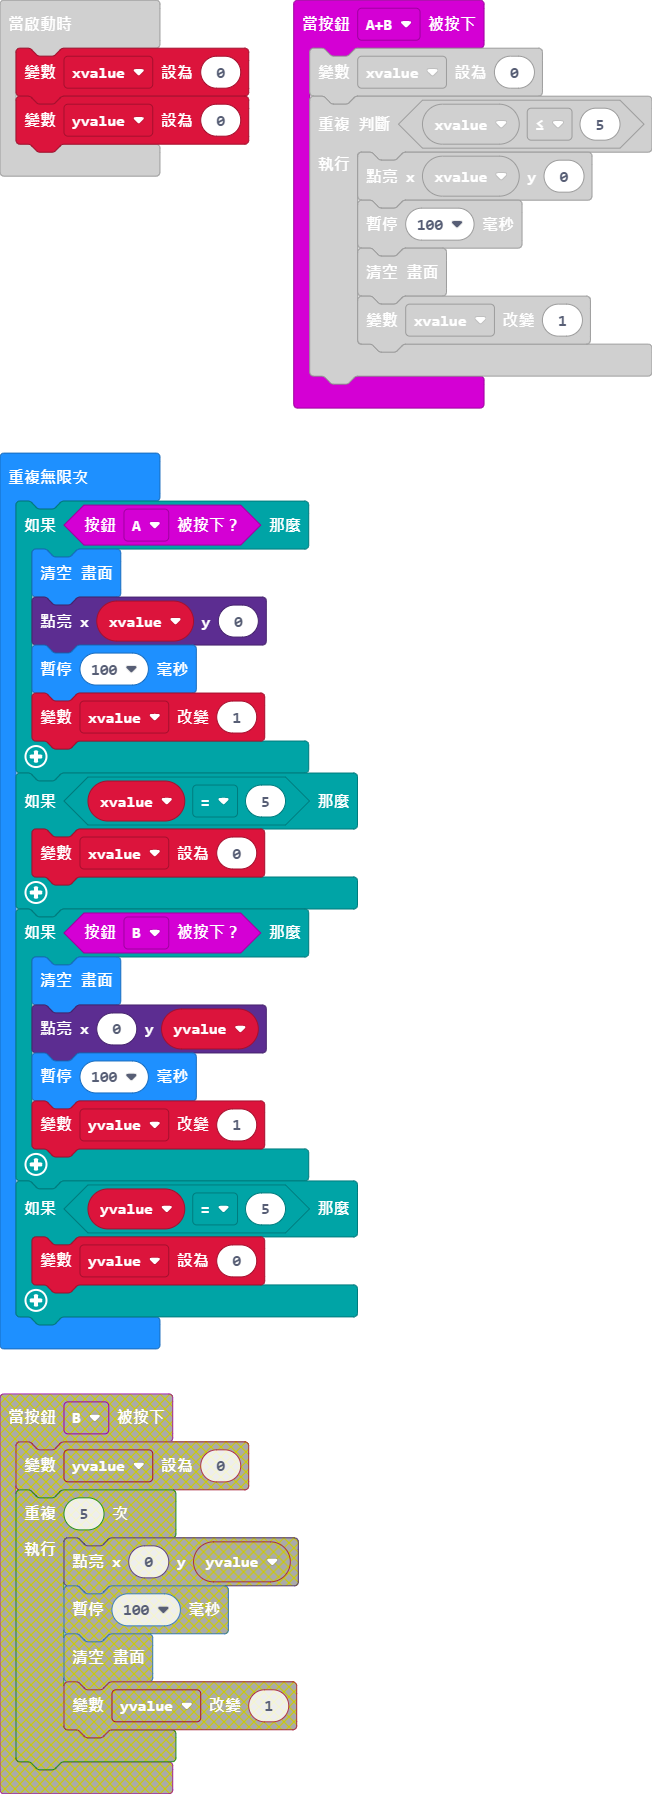 當啟動時
變數 xvalue 設為 0
變數 yvalue 設為 0
當按鈕 A+B 被按下
變數 xvalue 設為 0
重複 判斷 xvalue ≤ 5
執行
點亮 x xvalue y 0
暫停 100 毫秒
清空 畫面
變數 xvalue 改變 1
重複無限次
如果 按鈕 A 被按下? 那麼
清空 畫面
點亮 x xvalue y 0
暫停 100 毫秒
變數 xvalue 改變 1
如果 xvalue = 5 那麼
變數 xvalue 設為 0
如果 按鈕 B 被按下? 那麼
清空 畫面
點亮 x 0 y yvalue
暫停 100 毫秒
變數 yvalue 改變 1
如果 yvalue = 5 那麼
變數 yvalue 設為 0
當按鈕 B 被按下
變數 yvalue 設為 0
重複 5 次
執行
點亮 x 0 y yvalue
暫停 100 毫秒
清空 畫面
變數 yvalue 改變 1